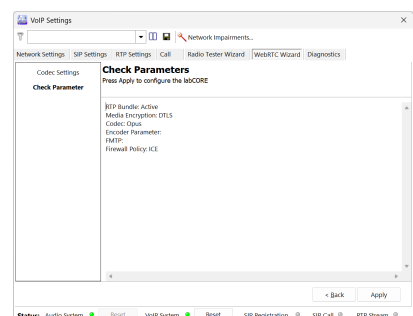 VoIP Settings
Network Impairments...
Network Settings SIP Settings RTP Settings Call Radio Tester Wizard WebRTC Wizard Diagnostics
Codec Settings
Check Parameter
Check Parameters
Press Apply to configure the labCORE
RTP Bundle: Active
Media Encryption: DTLS
Codec: Opus
Encoder Parameter:
FMTP:
Firewall Policy: ICE
< Back Apply
Status: Audio System Reset VoIP System Reset SIP Registration SIP Call RTP Stream